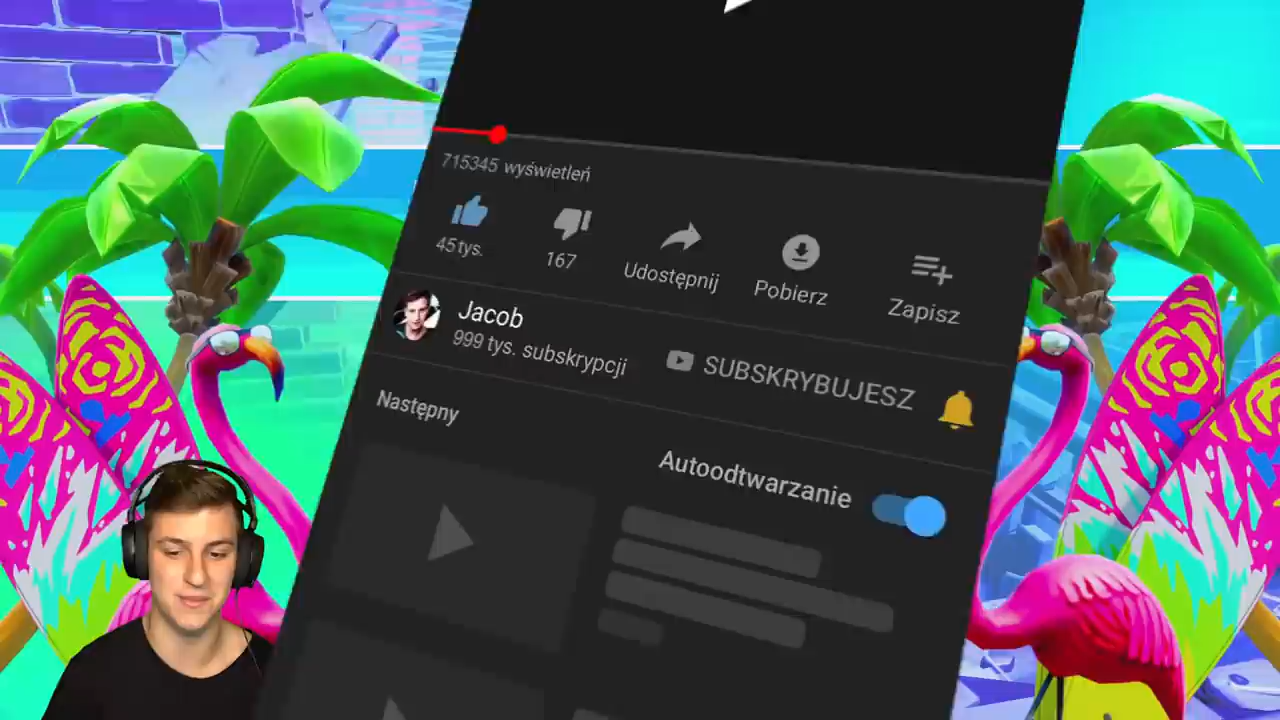 715345 wyświetleń
45 tys.
167
Udostępnij
Pobierz
Zapisz
Jacob
999 tys. subskrypcji
SUBSKRYBUJESZ
Następny
Autoodtwarzanie